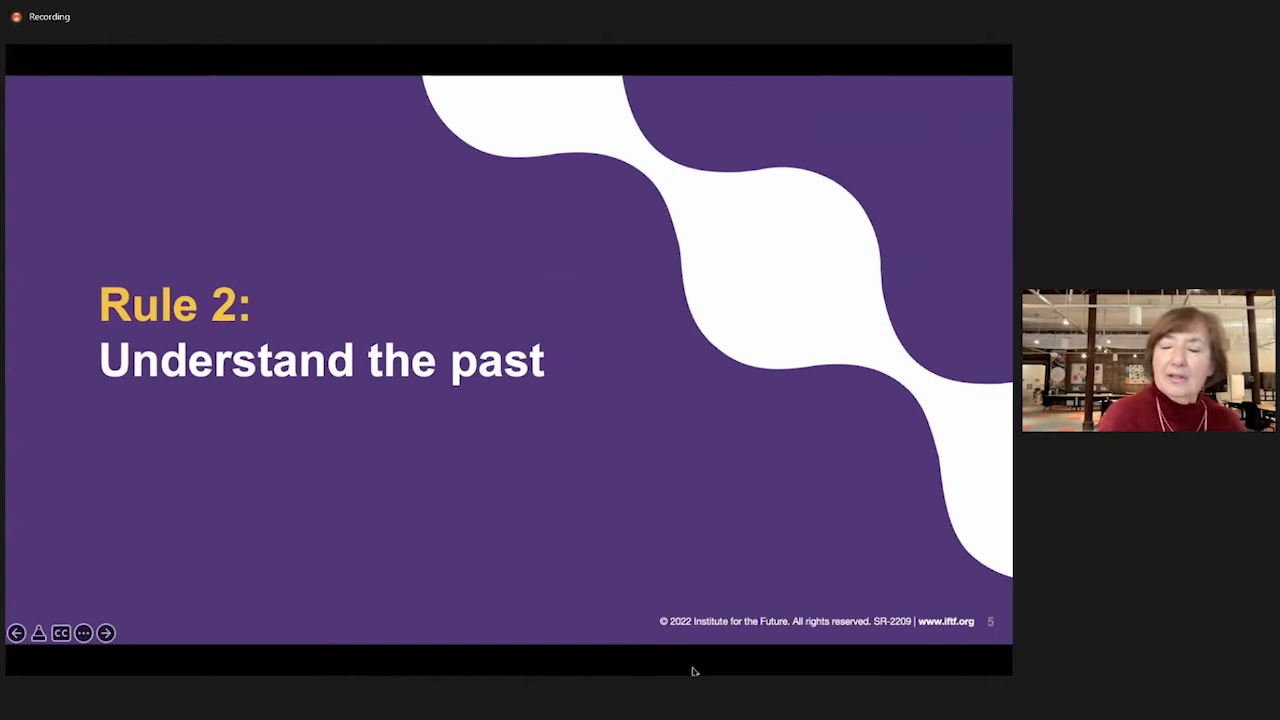 Recording
Rule 2:
Understand the past
CC
© 2022 Institute for the Future. All rights reserved. SR-2209 | www.iftf.org 5